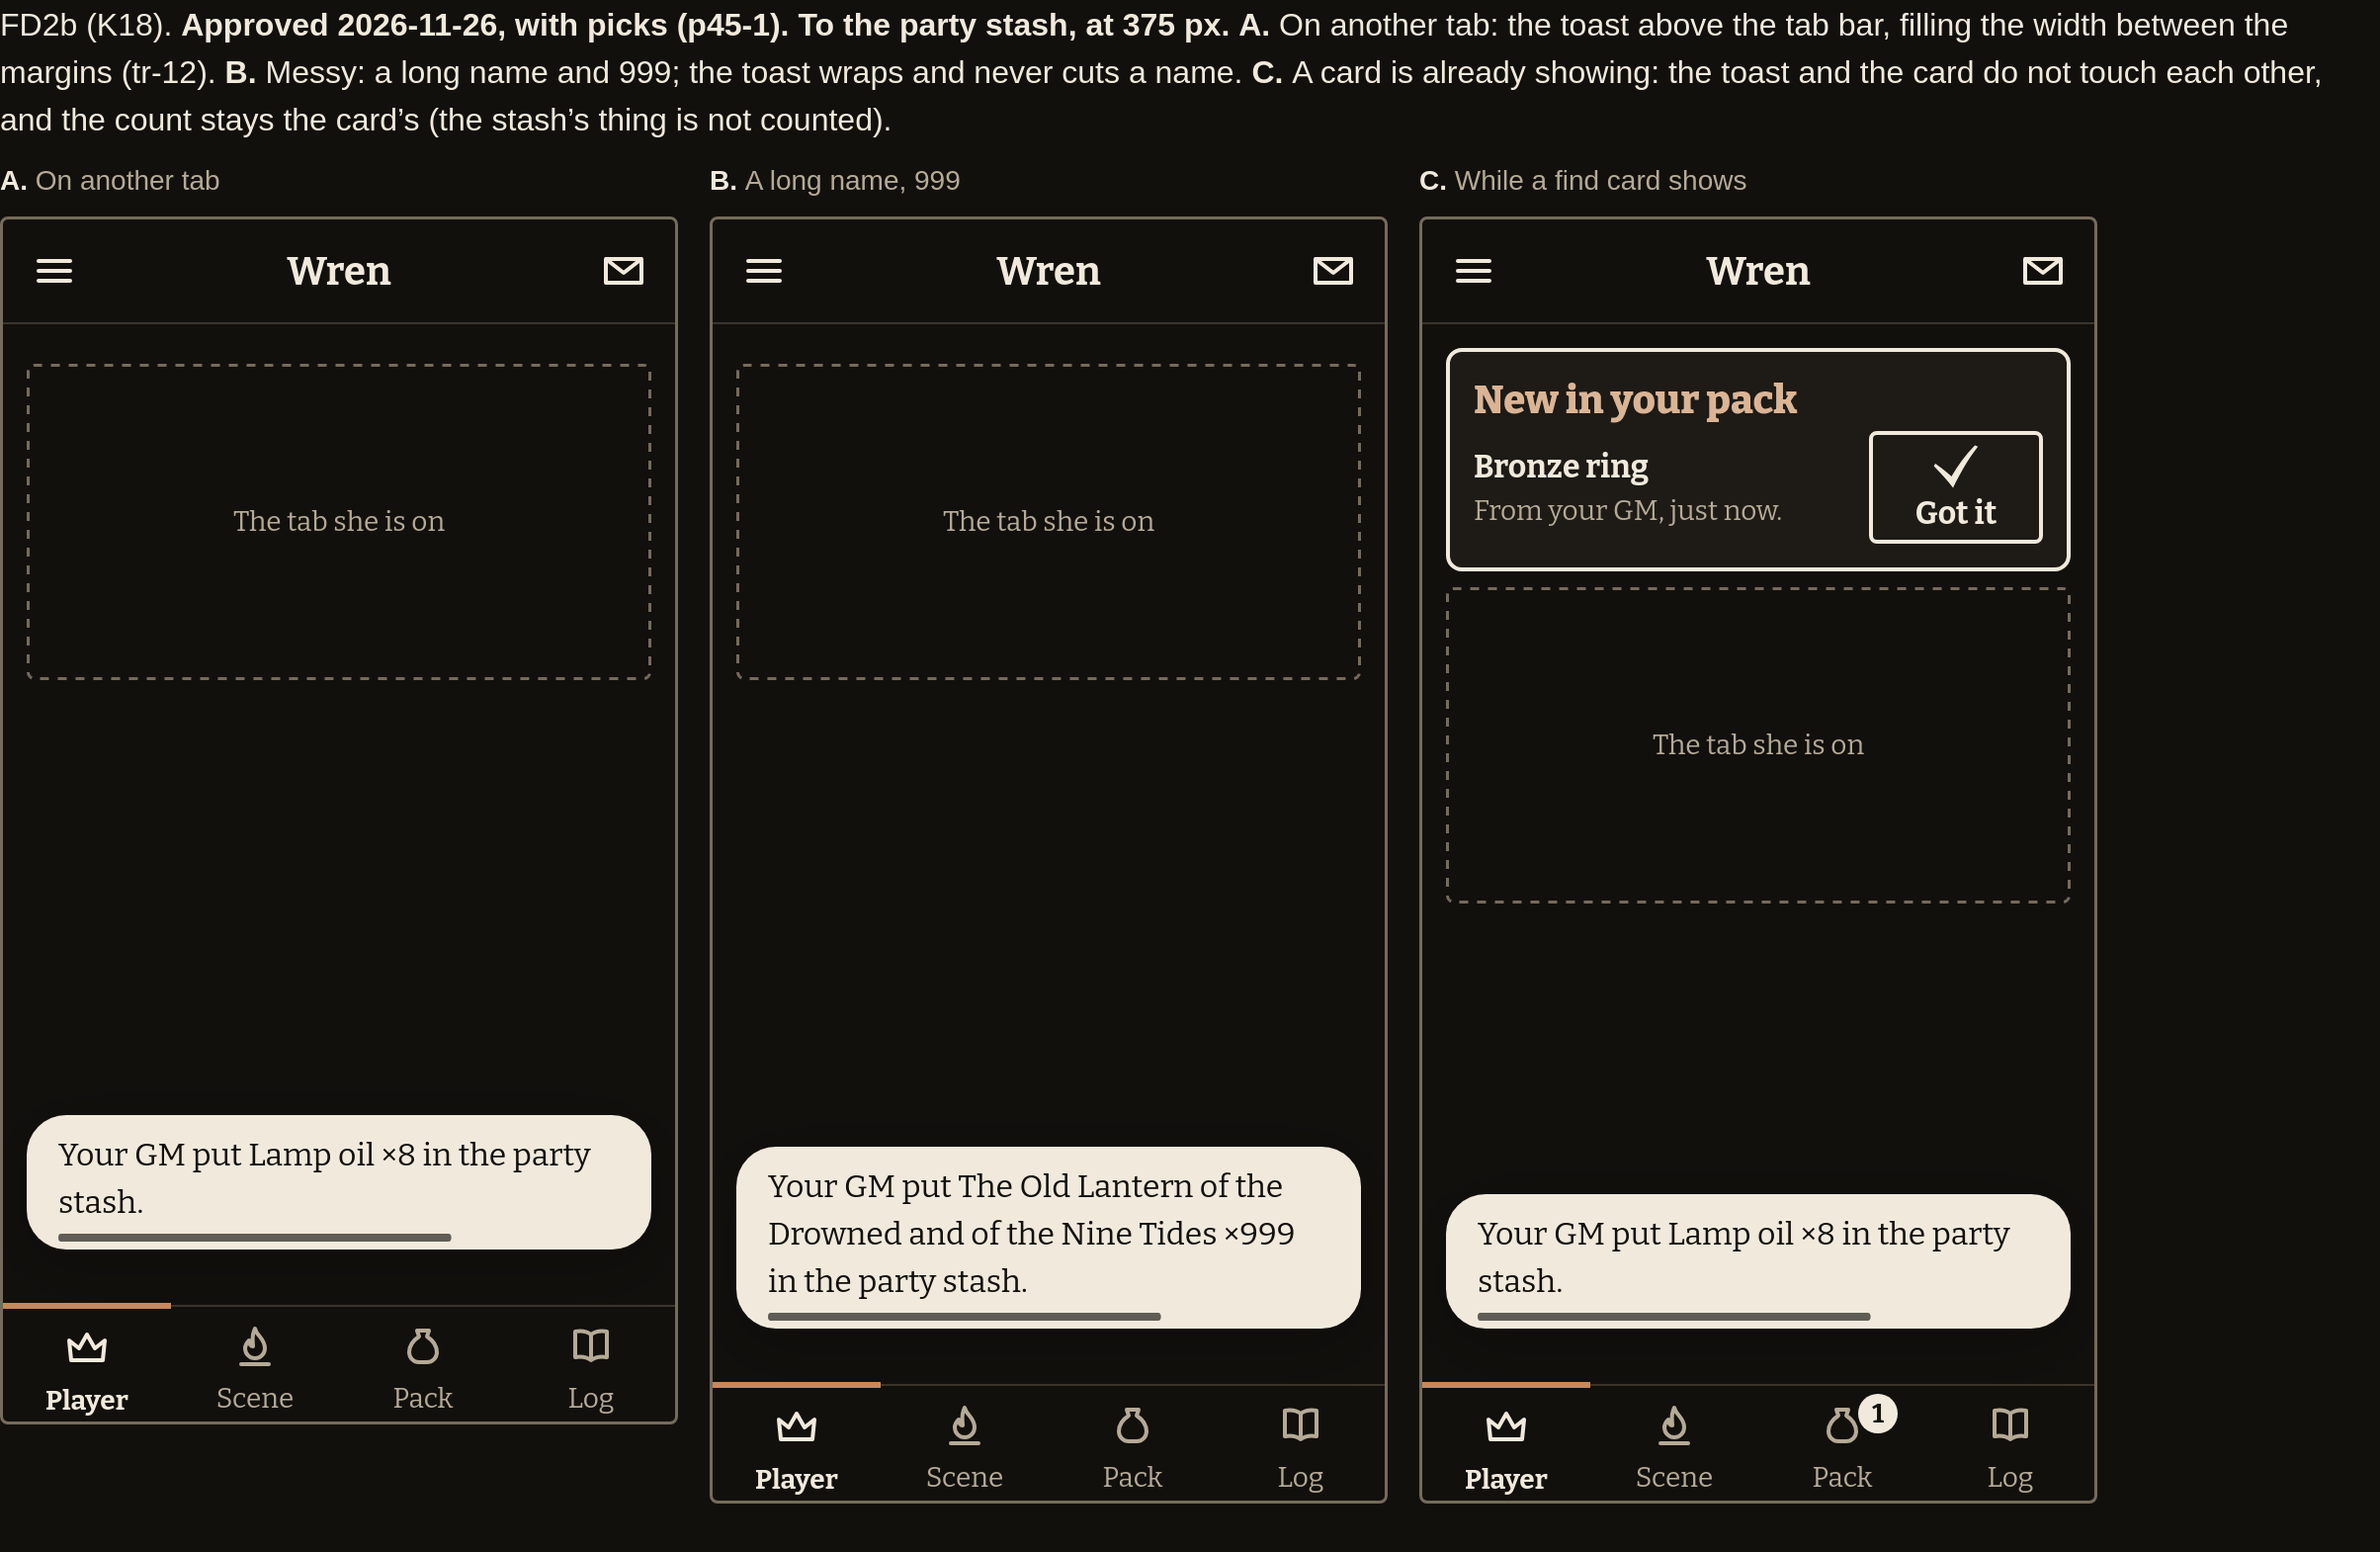 FD2b (K18). Approved 2026-11-26, with picks (p45-1). To the party stash, at 375 px. A. On another tab: the toast above the tab bar, filling the width between the
margins (tr-12). B. Messy: a long name and 999; the toast wraps and never cuts a name. C. A card is already showing: the toast and the card do not touch each other,
and the count stays the card’s (the stash’s thing is not counted).
A. On another tab
Wren
The tab she is on
Your GM put Lamp oil ×8 in the party
stash.
Player Scene Pack Log
B. A long name, 999
Wren
The tab she is on
Your GM put The Old Lantern of the
Drowned and of the Nine Tides ×999
in the party stash.
Player Scene Pack Log
C. While a find card shows
Wren
New in your pack
Bronze ring
From your GM, just now.
Got it
The tab she is on
Your GM put Lamp oil ×8 in the party
stash.
1
Player Scene Pack Log